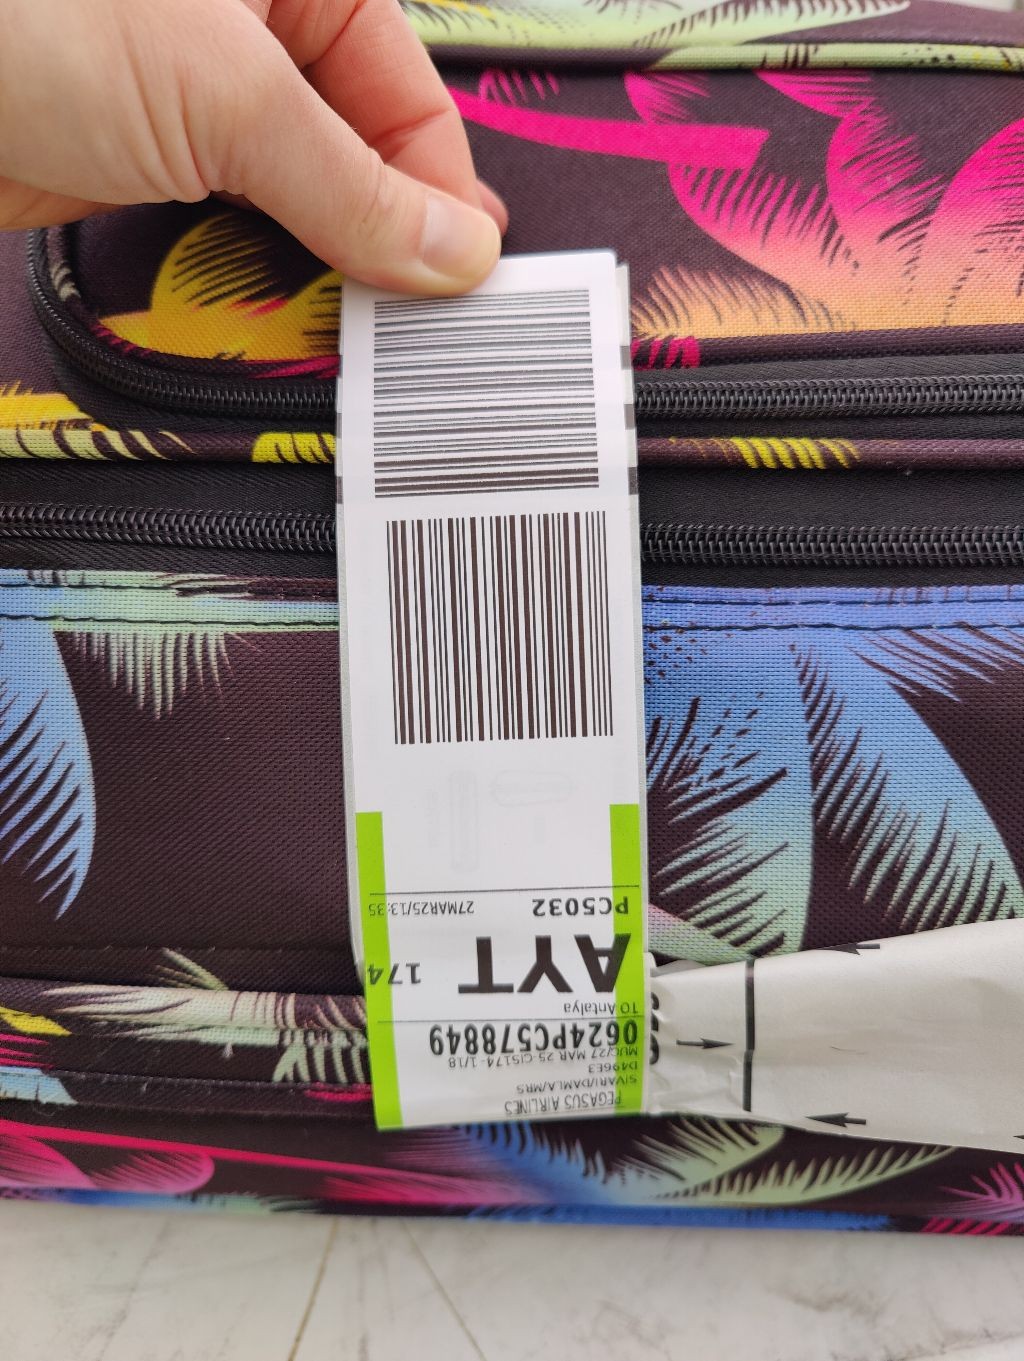 PEGASUS AIRLINES
SIVARI/DAMLA/MRS
D496E3
MUC/27 MAR 25-CIS174-1/18
0624PC578849
TO Antalya
AYT 174
PC5032 27MAR25/13:35